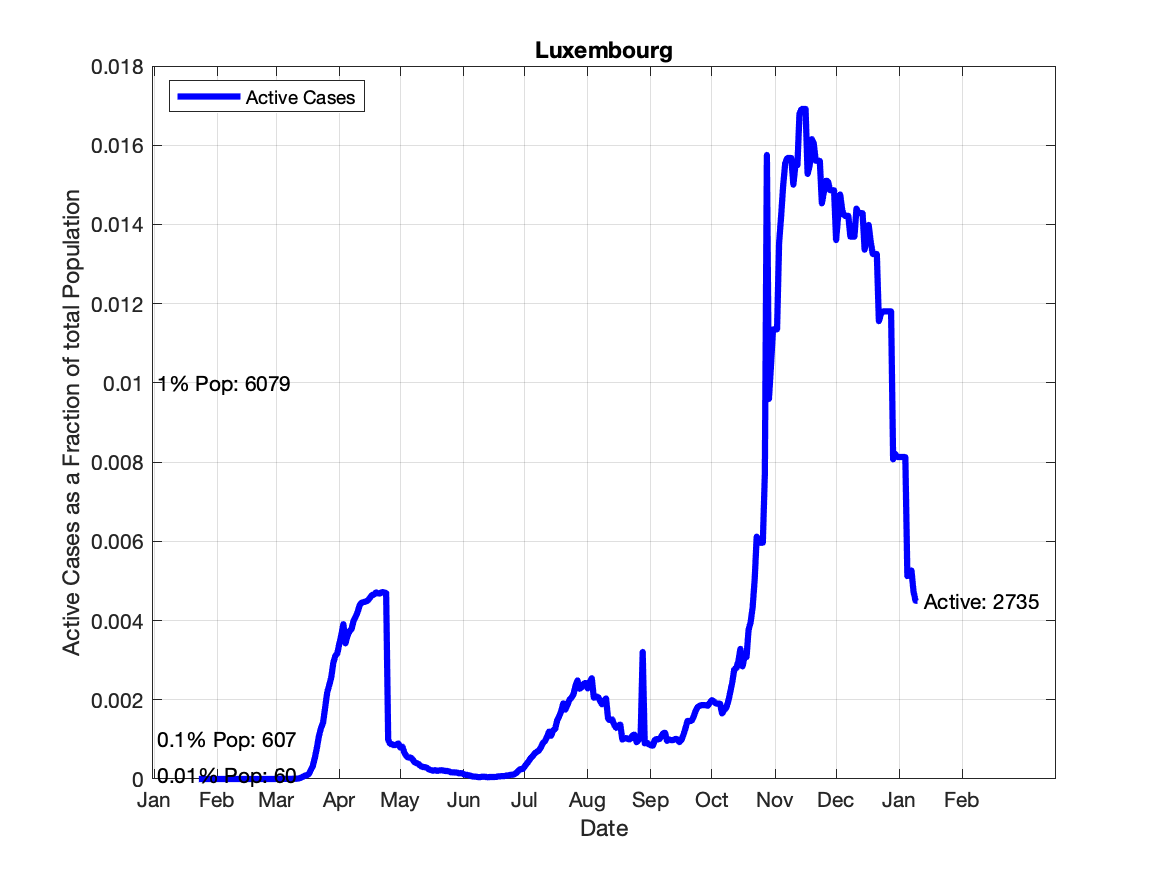 Luxembourg
Active Cases
0.018
0.016
0.014
0.012
0.01
0.008
0.006
0.004
0.002
0
Active Cases as a Fraction of total Population
1% Pop: 6079
0.1% Pop: 607
0.01% Pop: 60
Active: 2735
Jan Feb Mar Apr May Jun Jul Aug Sep Oct Nov Dec Jan Feb
Date